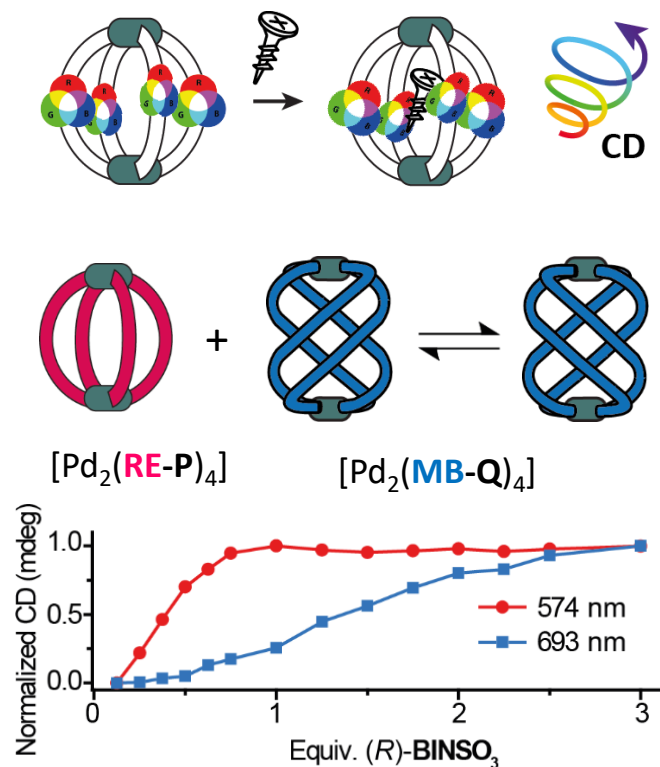 R R R R
G B G B G B G B
R R R R
G B G B G B G B
CD
+
[Pd₂(RE-P)₄] [Pd₂(MB-Q)₄]
Normalized CD (mdeg)
1.0
0.5
0.0
574 nm
693 nm
0 1 2 3
Equiv. (R)-BINSO₃